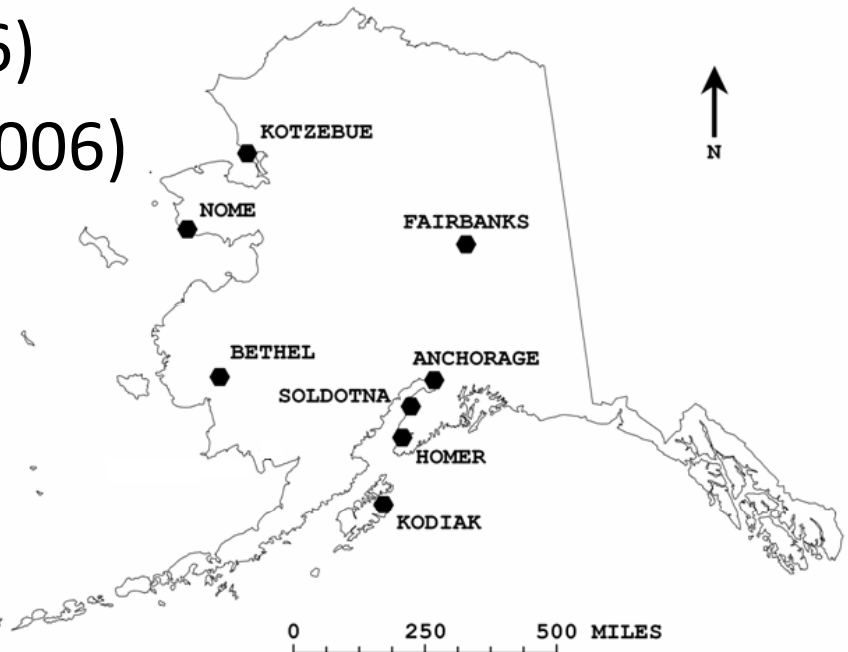 6)
006)
KOTZEBUE
N
NOME
FAIRBANKS
BETHEL
ANCHORAGE
SOLDOTNA
HOMER
KODIAK
0 250 500 MILES